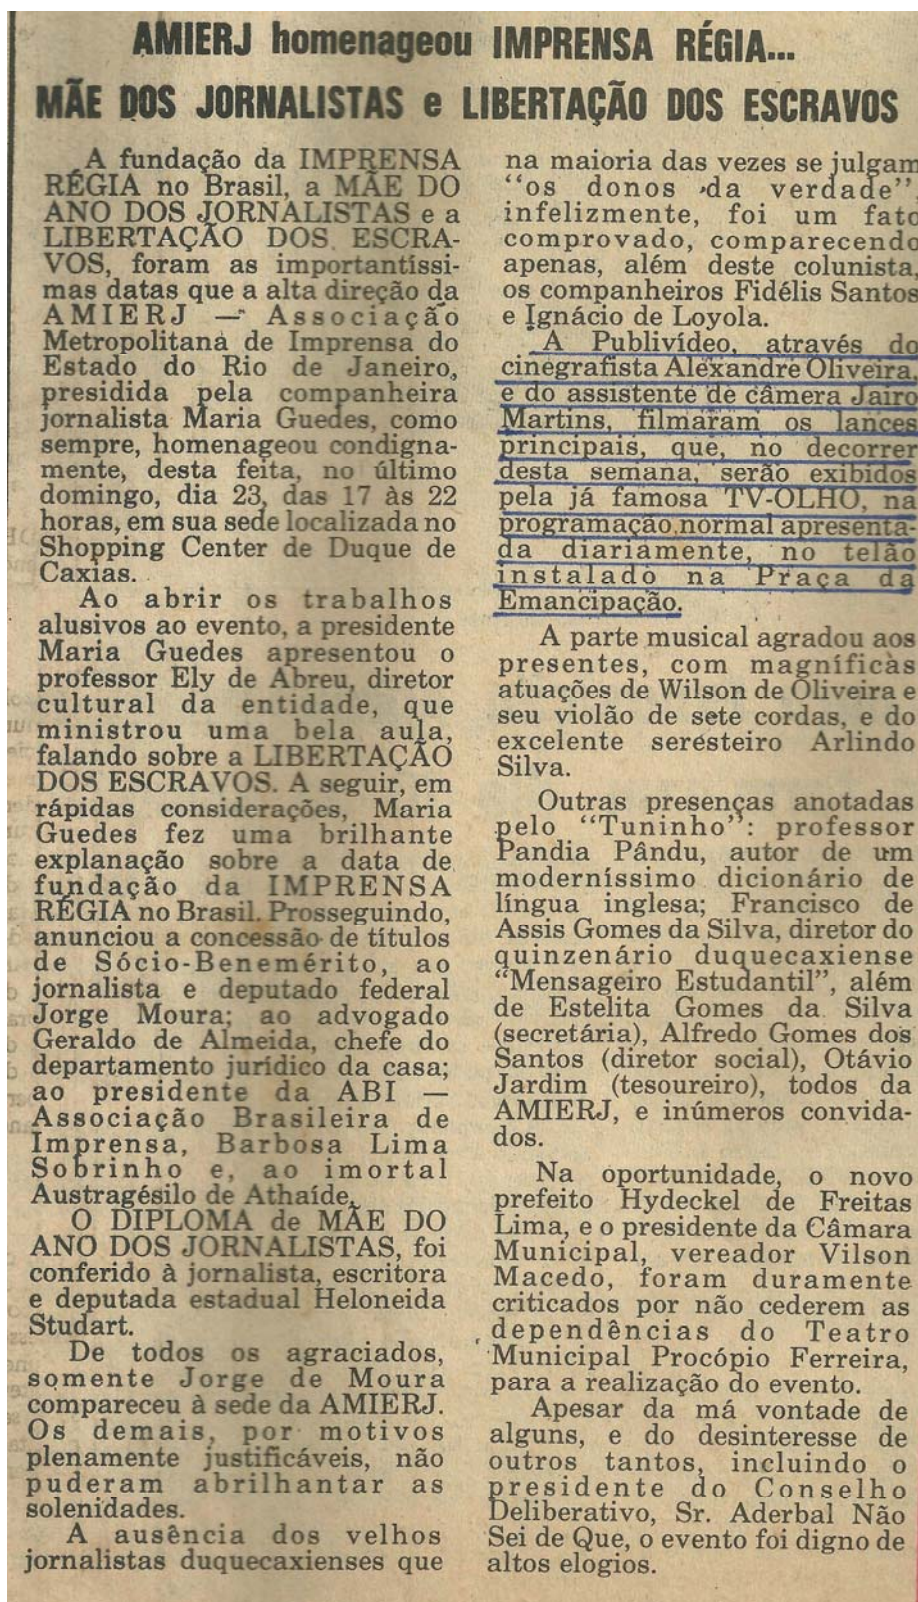 AMIERJ homenageou IMPRENSA RÉGIA...
MÃE DOS JORNALISTAS e LIBERTAÇÃO DOS ESCRAVOS
A fundação da IMPRENSA
RÉGIA no Brasil, a MÃE DO
ANO DOS JORNALISTAS e a
LIBERTAÇÃO DOS ESCRA-
VOS, foram as importantíssi-
mas datas que a alta direção da
AMIERJ — Associação
Metropolitana de Imprensa do
Estado do Rio de Janeiro,
presidida pela companheira
jornalista Maria Guedes, como
sempre, homenageou condigna-
mente, desta feita, no último
domingo, dia 23, das 17 às 22
horas, em sua sede localizada no
Shopping Center de Duque de
Caxias.
Ao abrir os trabalhos
alusivos ao evento, a presidente
Maria Guedes apresentou o
professor Ely de Abreu, diretor
cultural da entidade, que
ministrou uma bela aula,
falando sobre a LIBERTAÇÃO
DOS ESCRAVOS. A seguir, em
rápidas considerações, Maria
Guedes fez uma brilhante
explanação sobre a data de
fundação da IMPRENSA
RÉGIA no Brasil. Prosseguindo,
anunciou a concessão de títulos
de Sócio-Benemérito, ao
jornalista e deputado federal
Jorge Moura; ao advogado
Geraldo de Almeida, chefe do
departamento jurídico da casa;
ao presidente da ABI —
Associação Brasileira de
Imprensa, Barbosa Lima
Sobrinho e, ao imortal
Austragésilo de Athaíde.
O DIPLOMA de MÃE DO
ANO DOS JORNALISTAS, foi
conferido à jornalista, escritora
e deputada estadual Heloneida
Studart.
De todos os agraciados,
somente Jorge de Moura
compareceu à sede da AMIERJ.
Os demais, por motivos
plenamente justificáveis, não
puderam abrilhantar as
solenidades.
A ausência dos velhos
jornalistas duquecaxienses que
na maioria das vezes se julgam
"os donos da verdade",
infelizmente, foi um fato
comprovado, comparecendo
apenas, além deste colunista,
os companheiros Fidélis Santos
e Ignácio de Loyola.
A Publivídeo, através do
cinegrafista Alexandre Oliveira,
e do assistente de câmera Jairo
Martins, filmaram os lances
principais, que, no decorrer
desta semana, serão exibidos
pela já famosa TV-OLHO, na
programação normal apresenta-
da diariamente, no telão
instalado na Praça da
Emancipação.
A parte musical agradou aos
presentes, com magníficas
atuações de Wilson de Oliveira e
seu violão de sete cordas, e do
excelente seresteiro Arlindo
Silva.
Outras presenças anotadas
pelo "Tuninho": professor
Pandia Pându, autor de um
moderníssimo dicionário de
língua inglesa; Francisco de
Assis Gomes da Silva, diretor do
quinzenário duquecaxiense
"Mensageiro Estudantil", além
de Estelita Gomes da Silva
(secretária), Alfredo Gomes dos
Santos (diretor social), Otávio
Jardim (tesoureiro), todos da
AMIERJ, e inúmeros convida-
dos.
Na oportunidade, o novo
prefeito Hydeckel de Freitas
Lima, e o presidente da Câmara
Municipal, vereador Vilson
Macedo, foram duramente
criticados por não cederem as
dependências do Teatro
Municipal Procópio Ferreira,
para a realização do evento.
Apesar da má vontade de
alguns, e do desinteresse de
outros tantos, incluindo o
presidente do Conselho
Deliberativo, Sr. Aderbal Não
Sei de Que, o evento foi digno de
altos elogios.